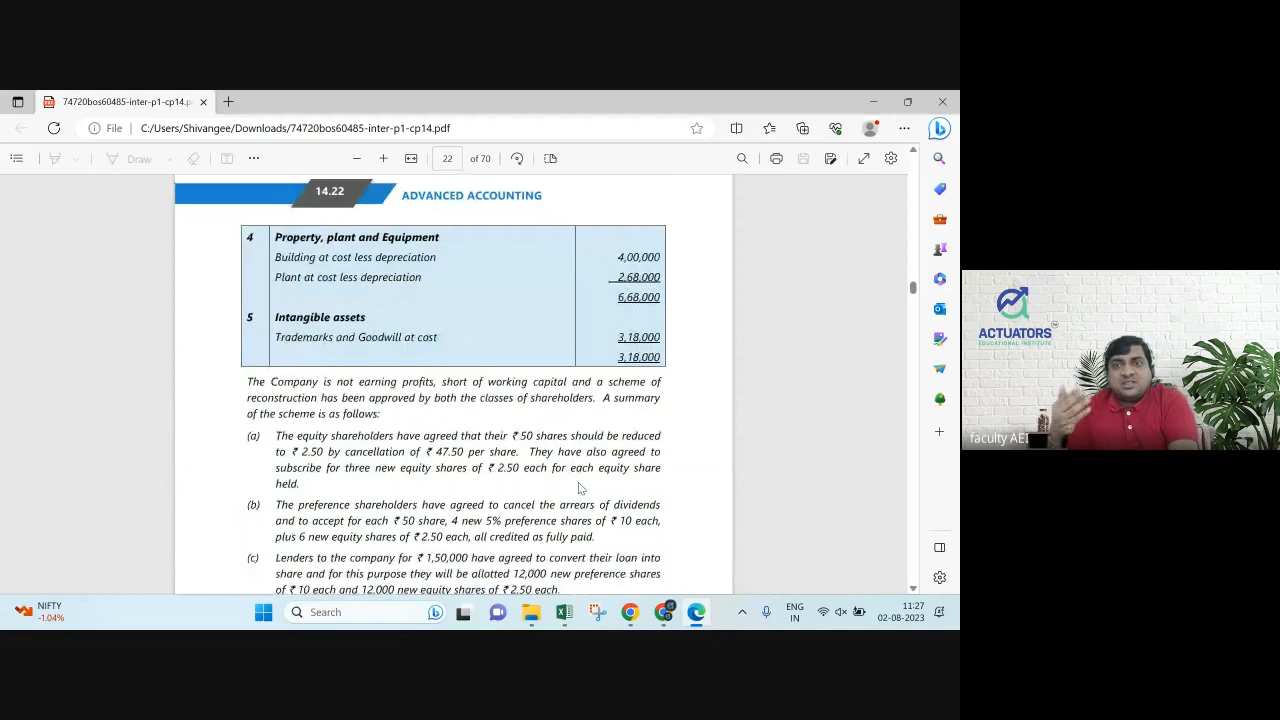 74720bos60485-inter-p1-cp14.p
File C:/Users/Shivangee/Downloads/74720bos60485-inter-p1-cp14.pdf
Draw 22 of 70
14.22 ADVANCED ACCOUNTING
4 Property, plant and Equipment
Building at cost less depreciation 4,00,000
Plant at cost less depreciation 2,68,000
6,68,000
5 Intangible assets
Trademarks and Goodwill at cost 3,18,000
3,18,000
The Company is not earning profits, short of working capital and a scheme of
reconstruction has been approved by both the classes of shareholders. A summary
of the scheme is as follows:
(a) The equity shareholders have agreed that their ₹ 50 shares should be reduced
to ₹ 2.50 by cancellation of ₹ 47.50 per share. They have also agreed to
subscribe for three new equity shares of ₹ 2.50 each for each equity share
held.
(b) The preference shareholders have agreed to cancel the arrears of dividends
and to accept for each ₹ 50 share, 4 new 5% preference shares of ₹ 10 each,
plus 6 new equity shares of ₹ 2.50 each, all credited as fully paid.
(c) Lenders to the company for ₹ 1,50,000 have agreed to convert their loan into
share and for this purpose they will be allotted 12,000 new preference shares
of ₹ 10 each and 12,000 new equity shares of ₹ 2.50 each.
ACTUATORS
EDUCATIONAL INSTITUTE
faculty AEI
NIFTY
-1.04%
Search
ENG
IN
11:27
02-08-2023